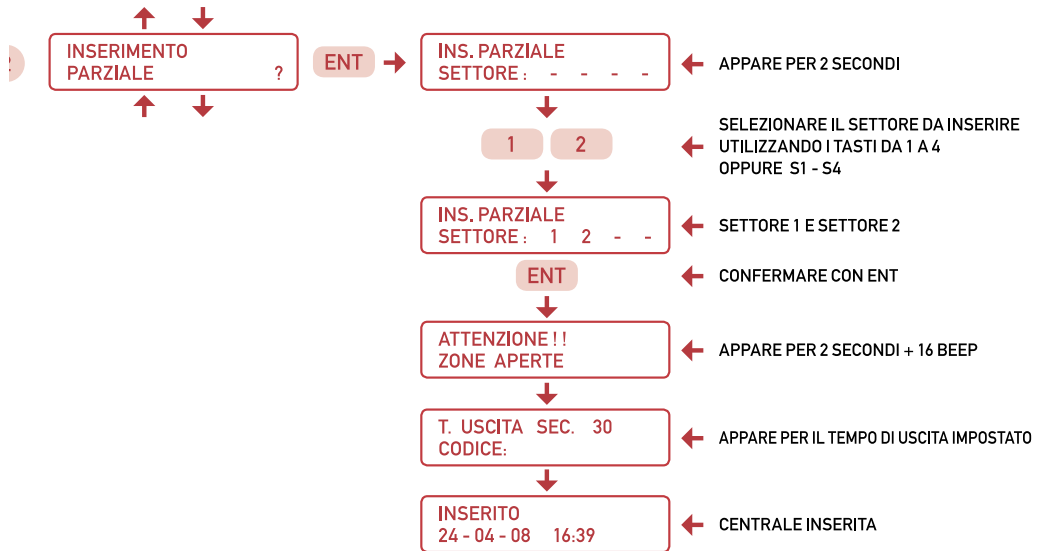 INSERIMENTO
PARZIALE ?
ENT
INS. PARZIALE
SETTORE : - - - -
APPARE PER 2 SECONDI
1 2
SELEZIONARE IL SETTORE DA INSERIRE
UTILIZZANDO I TASTI DA 1 A 4
OPPURE S1 - S4
INS. PARZIALE
SETTORE : 1 2 - -
SETTORE 1 E SETTORE 2
ENT
CONFERMARE CON ENT
ATTENZIONE ! !
ZONE APERTE
APPARE PER 2 SECONDI + 16 BEEP
T. USCITA SEC. 30
CODICE:
APPARE PER IL TEMPO DI USCITA IMPOSTATO
INSERITO
24 - 04 - 08 16:39
CENTRALE INSERITA